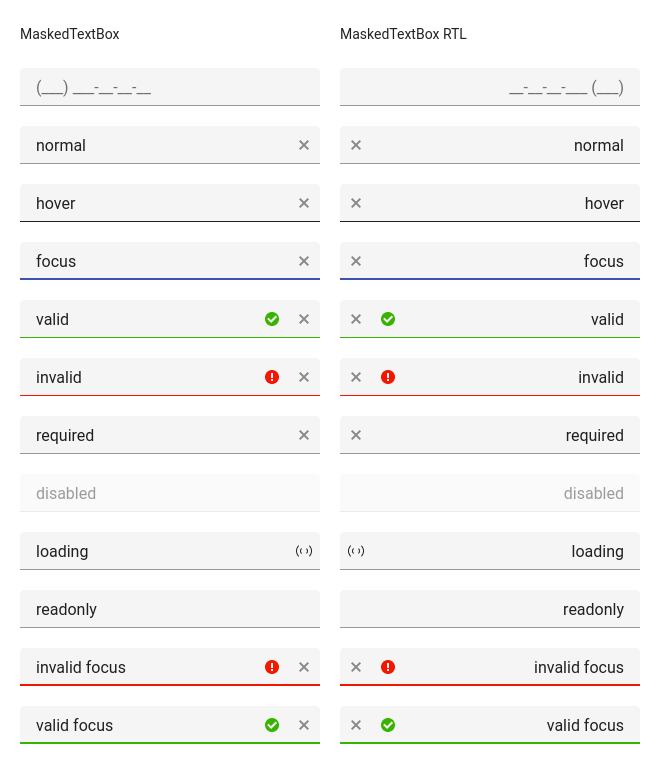 MaskedTextBox
MaskedTextBox RTL
(___) ___-__-__-__
__-__-__-___ (___)
normal
normal
hover
hover
focus
focus
valid
valid
invalid
invalid
required
required
disabled
disabled
loading
loading
readonly
readonly
invalid focus
invalid focus
valid focus
valid focus